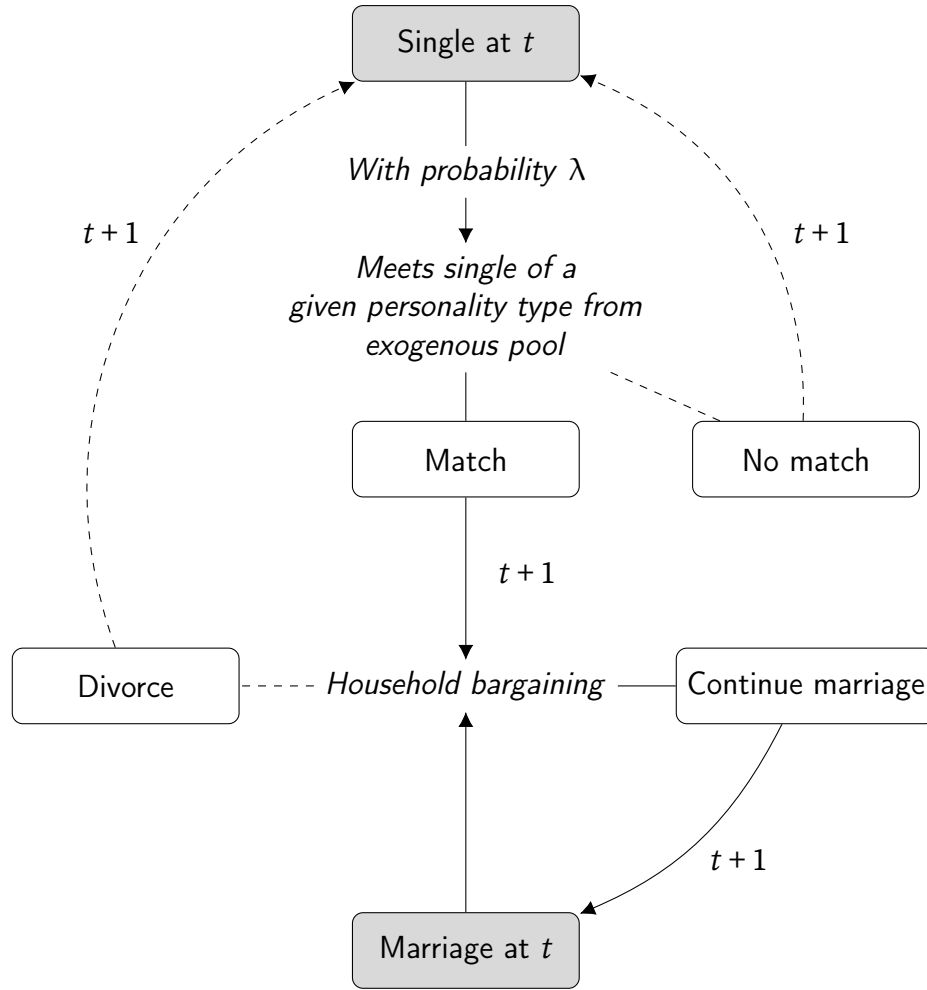 Single at t
With probability λ
t + 1
t + 1
Meets single of a
given personality type from
exogenous pool
Match
No match
t + 1
Divorce
Household bargaining
Continue marriage
t + 1
Marriage at t